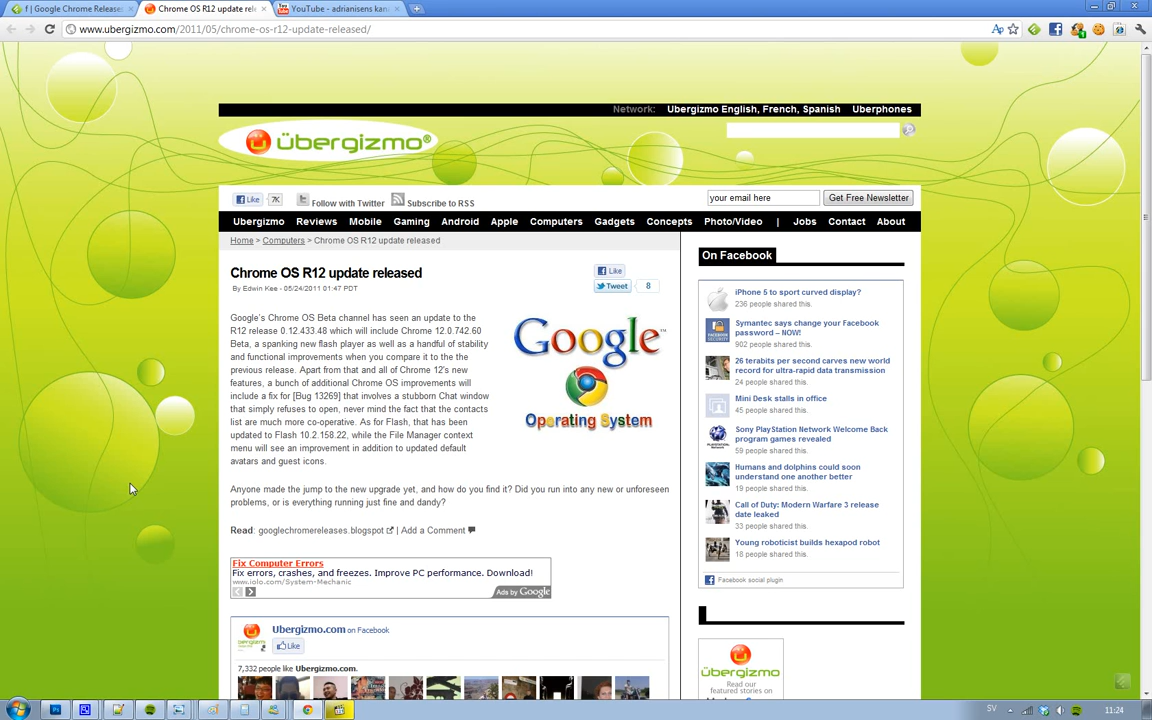 f | Google Chrome Releases
Chrome OS R12 update rele
YouTube - adrianisens kan
www.ubergizmo.com/2011/05/chrome-os-r12-update-released/
Network: Ubergizmo English, French, Spanish Uberphones
übergizmo®
Like 7K Follow with Twitter Subscribe to RSS
your email here Get Free Newsletter
Ubergizmo Reviews Mobile Gaming Android Apple Computers Gadgets Concepts Photo/Video | Jobs Contact About
Home > Computers > Chrome OS R12 update released
Chrome OS R12 update released
By Edwin Kee - 05/24/2011 01:47 PDT
Like
Tweet 8
Google's Chrome OS Beta channel has seen an update to the
R12 release 0.12.433.48 which will include Chrome 12.0.742.60
Beta, a spanking new flash player as well as a handful of stability
and functional improvements when you compare it to the the
previous release. Apart from that and all of Chrome 12's new
features, a bunch of additional Chrome OS improvements will
include a fix for [Bug 13269] that involves a stubborn Chat window
that simply refuses to open, never mind the fact that the contacts
list are much more co-operative. As for Flash, that has been
updated to Flash 10.2.158.22, while the File Manager context
menu will see an improvement in addition to updated default
avatars and guest icons.
Google™
Operating System
Anyone made the jump to the new upgrade yet, and how do you find it? Did you run into any new or unforeseen
problems, or is everything running just fine and dandy?
Read: googlechromereleases.blogspot | Add a Comment
Fix Computer Errors
Fix errors, crashes, and freezes. Improve PC performance. Download!
www.iolo.com/System-Mechanic
Ads by Google
Ubergizmo.com on Facebook
Like
7,332 people like Ubergizmo.com.
On Facebook
iPhone 5 to sport curved display?
236 people shared this.
Symantec says change your Facebook
password – NOW!
902 people shared this.
26 terabits per second carves new world
record for ultra-rapid data transmission
24 people shared this.
Mini Desk stalls in office
45 people shared this.
Sony PlayStation Network Welcome Back
program games revealed
59 people shared this.
Humans and dolphins could soon
understand one another better
19 people shared this.
Call of Duty: Modern Warfare 3 release
date leaked
33 people shared this.
Young roboticist builds hexapod robot
18 people shared this.
Facebook social plugin
übergizmo
Read our
featured stories on
SV
11:24